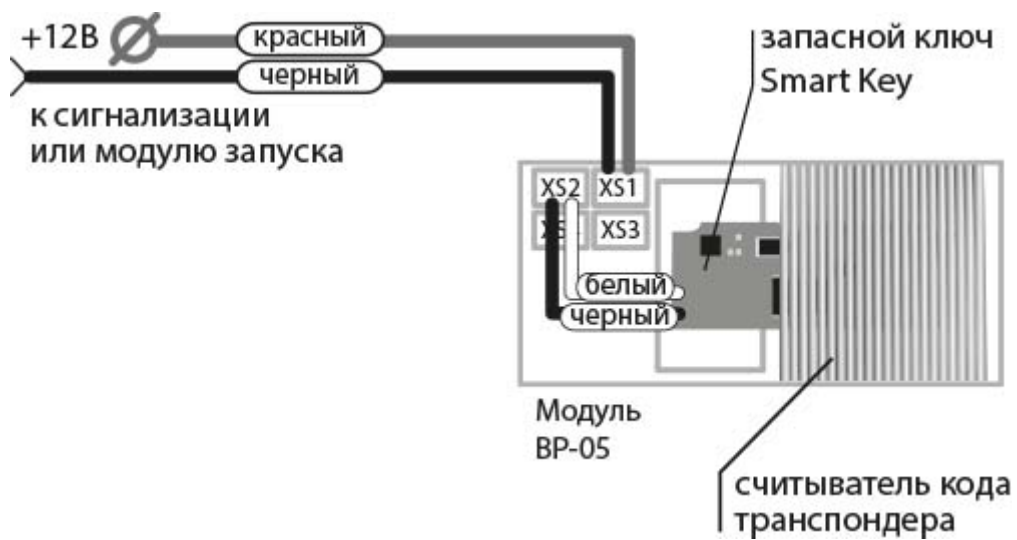 +12В
красный
черный
к сигнализации
или модулю запуска
запасной ключ
Smart Key
XS2
XS1
XS3
белый
черный
Модуль
BP-05
считыватель кода
транспондера